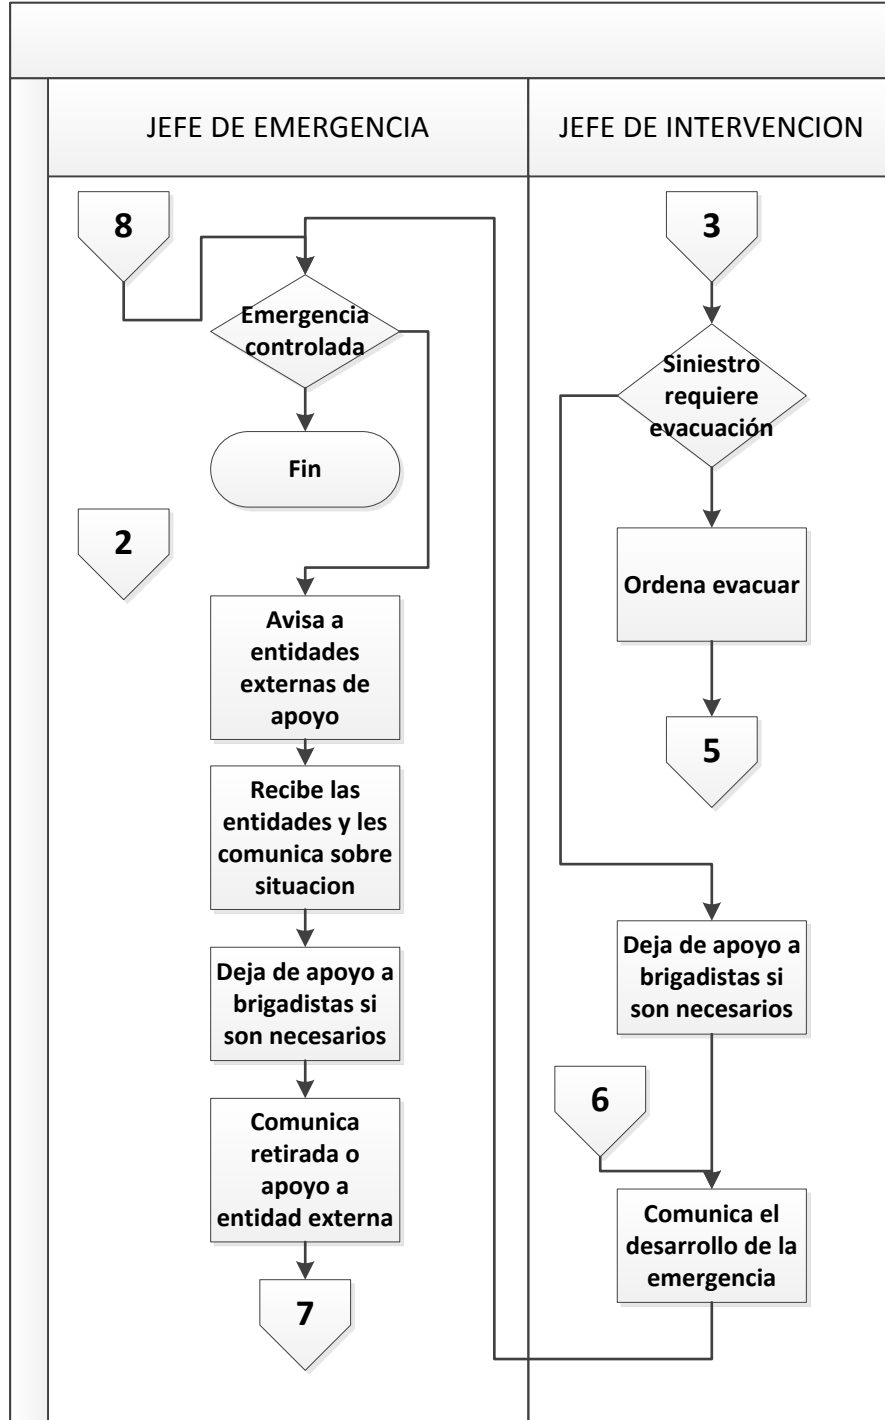 JEFE DE EMERGENCIA
JEFE DE INTERVENCION
8
Emergencia
controlada
Fin
2
Avisa a
entidades
externas de
apoyo
Recibe las
entidades y les
comunica sobre
situacion
Deja de apoyo a
brigadistas si
son necesarios
Comunica
retirada o
apoyo a
entidad externa
7
3
Siniestro
requiere
evacuación
Ordena evacuar
5
Deja de apoyo a
brigadistas si
son necesarios
6
Comunica el
desarrollo de la
emergencia